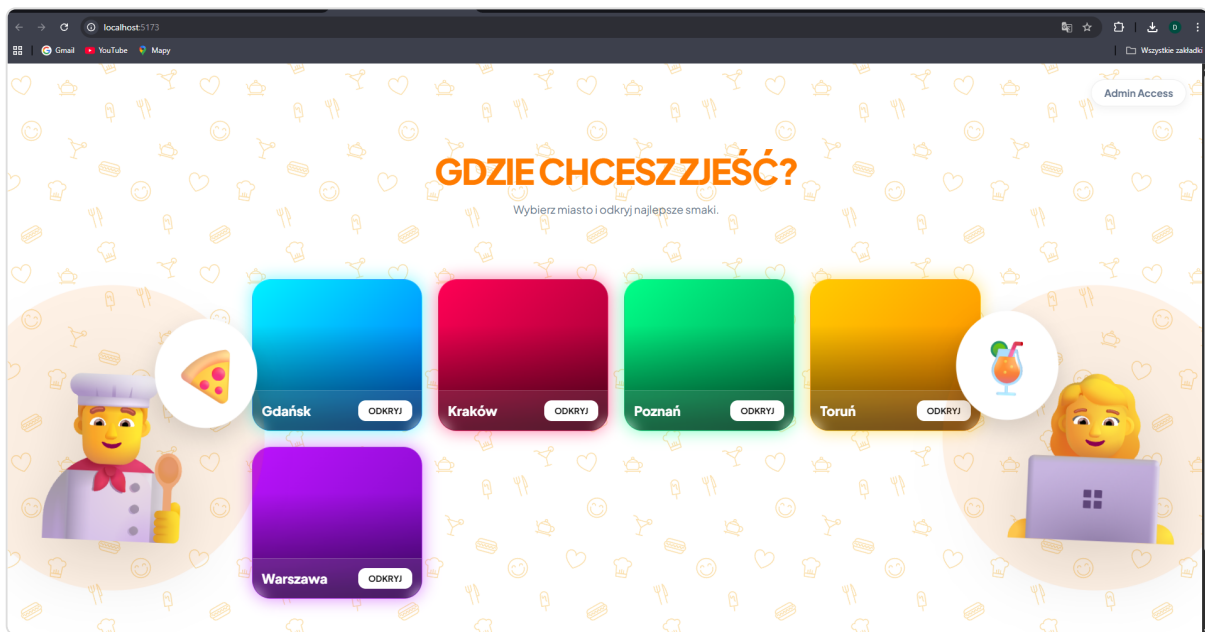 localhost:5173
Gmail YouTube Mapy Wszystkie zakładki
Admin Access
GDZIE CHCESZ ZJEŚĆ?
Wybierz miasto i odkryj najlepsze smaki.
Gdańsk ODKRYJ Kraków ODKRYJ Poznań ODKRYJ Toruń ODKRYJ
Warszawa ODKRYJ